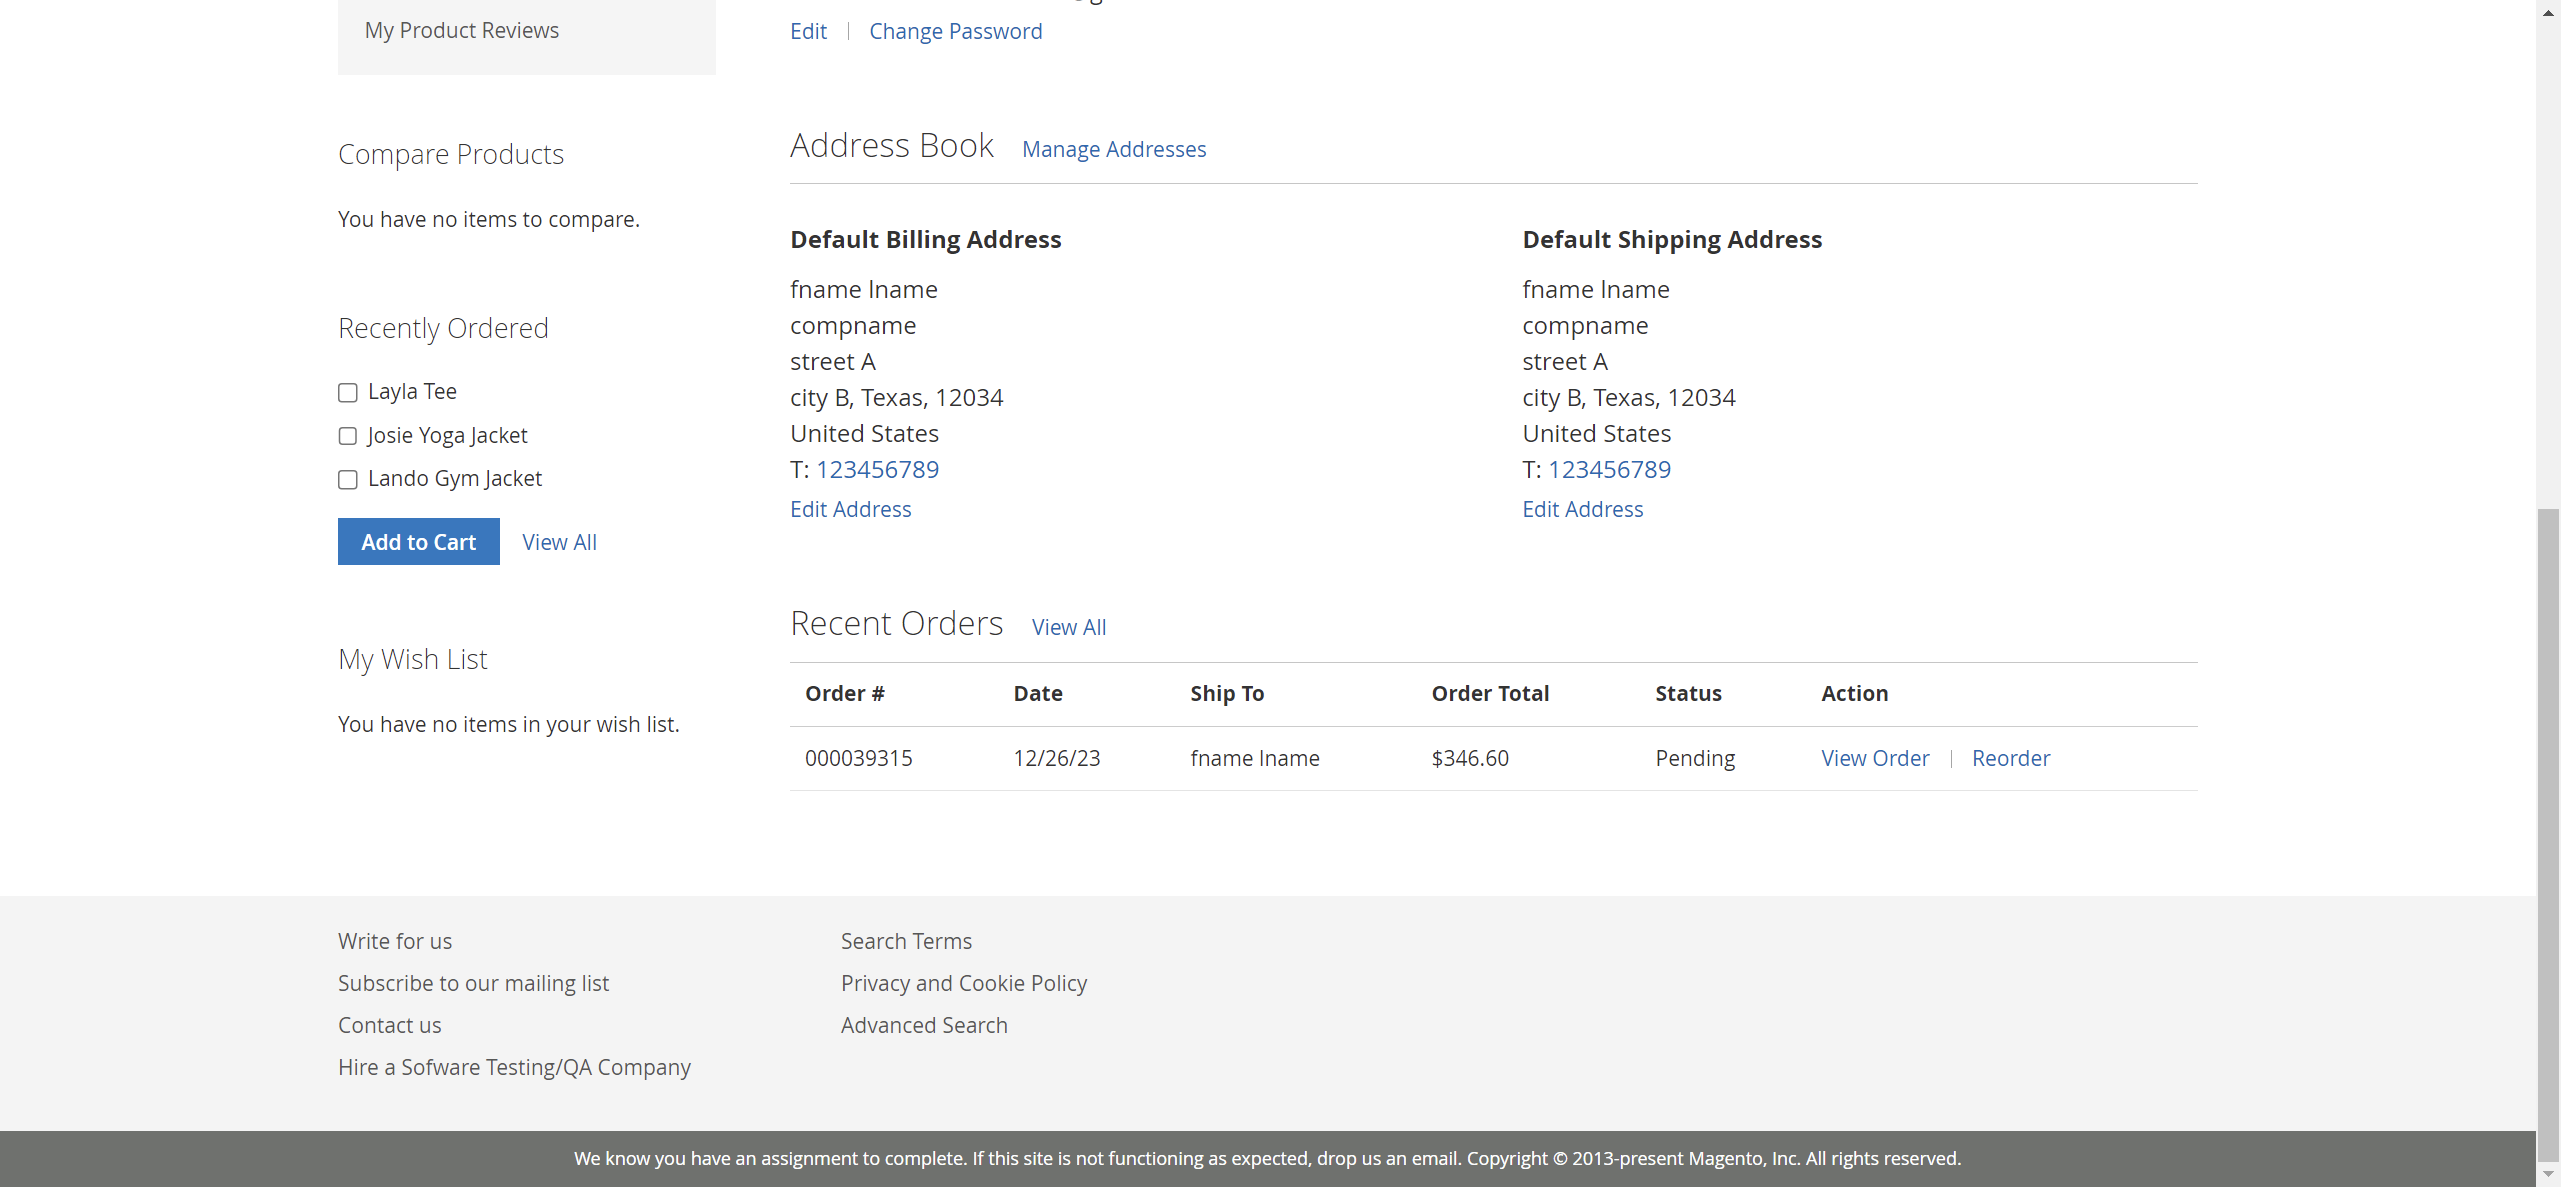 My Product Reviews
Edit | Change Password
Compare Products
You have no items to compare.
Recently Ordered
Layla Tee
Josie Yoga Jacket
Lando Gym Jacket
Add to Cart View All
My Wish List
You have no items in your wish list.
Address Book Manage Addresses
Default Billing Address
fname lname
compname
street A
city B, Texas, 12034
United States
T: 123456789
Edit Address
Default Shipping Address
fname lname
compname
street A
city B, Texas, 12034
United States
T: 123456789
Edit Address
Recent Orders View All
Order # Date Ship To Order Total Status Action
000039315 12/26/23 fname lname $346.60 Pending View Order | Reorder
Write for us
Subscribe to our mailing list
Contact us
Hire a Sofware Testing/QA Company
Search Terms
Privacy and Cookie Policy
Advanced Search
We know you have an assignment to complete. If this site is not functioning as expected, drop us an email. Copyright © 2013-present Magento, Inc. All rights reserved.